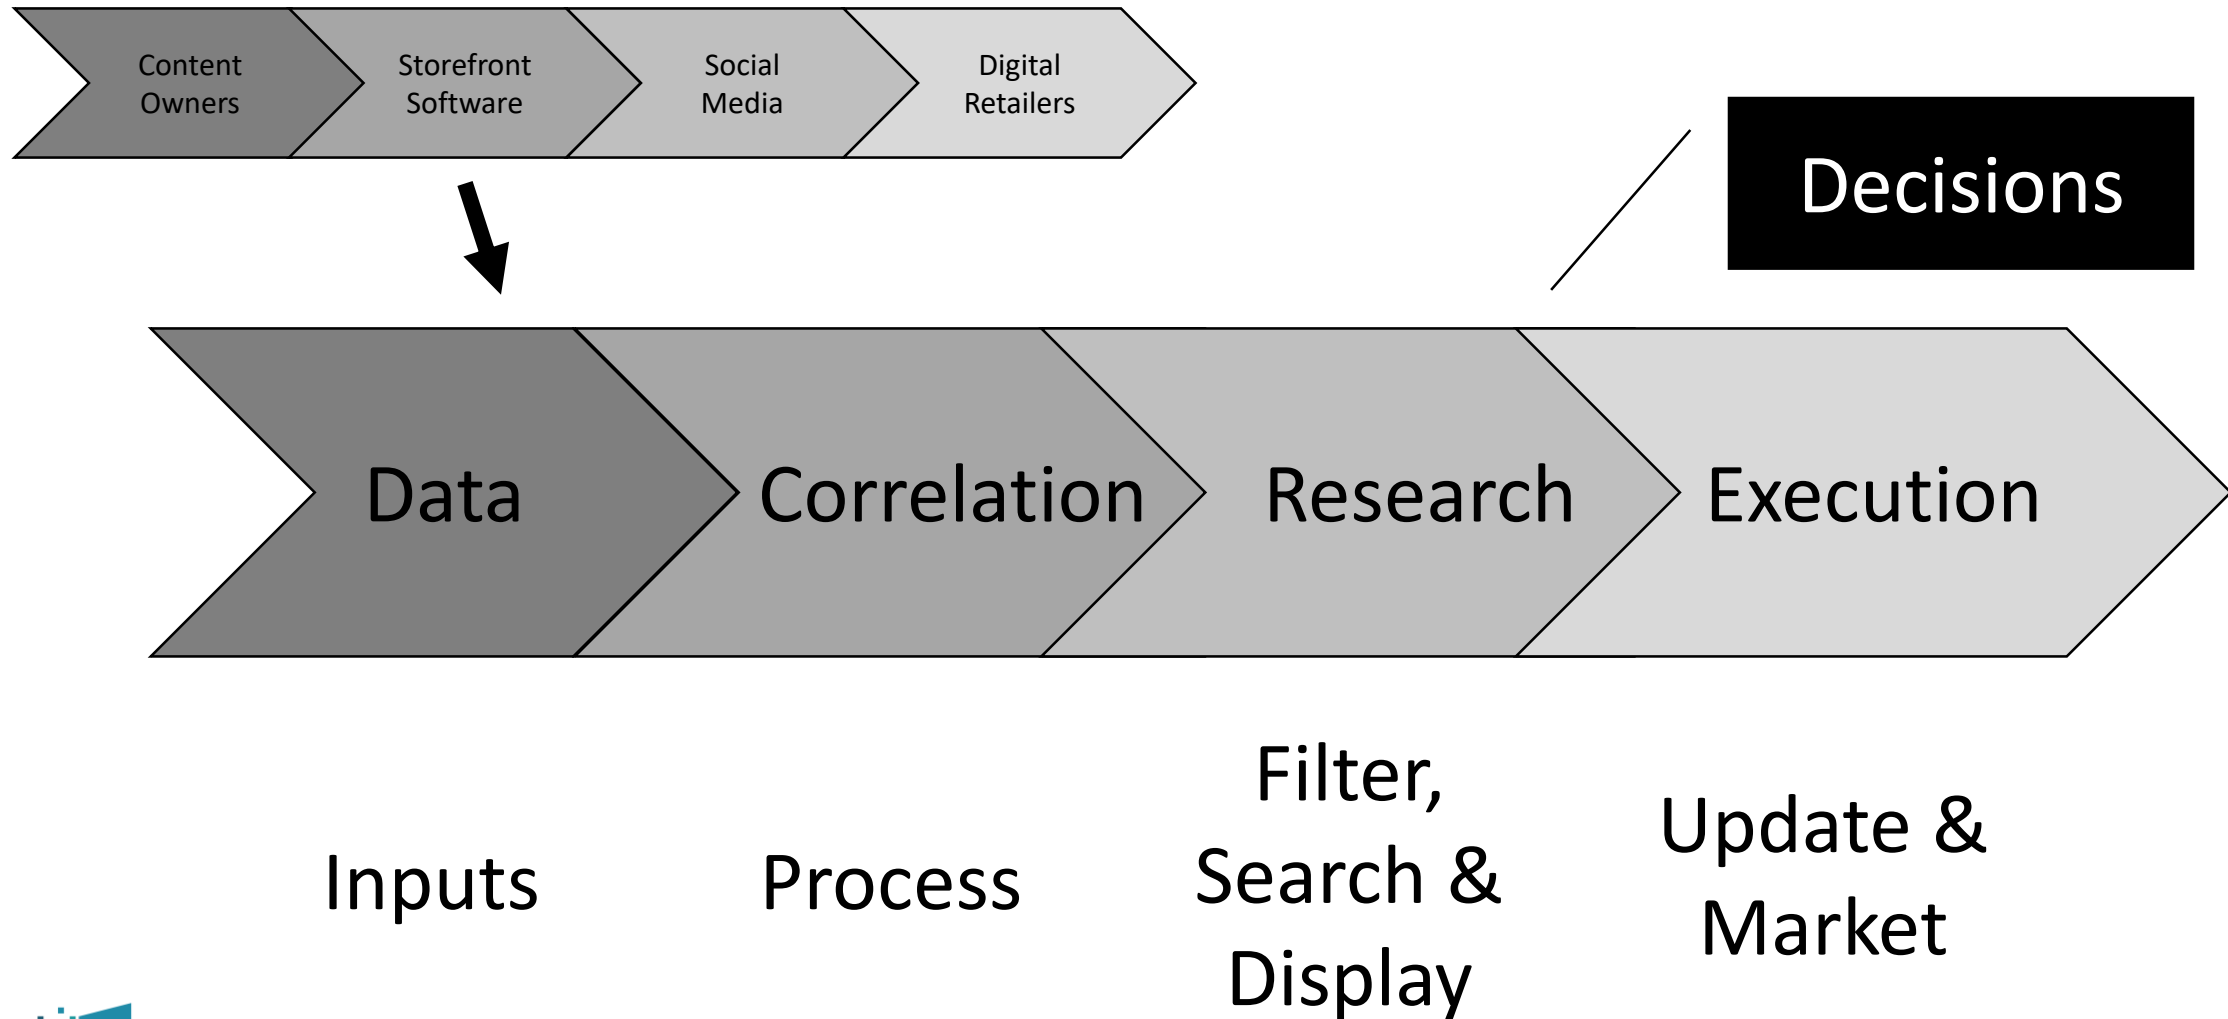 Content
Owners
Storefront
Software
Social
Media
Digital
Retailers
Decisions
Data
Correlation
Research
Execution
Inputs
Process
Filter,
Search &
Display
Update &
Market